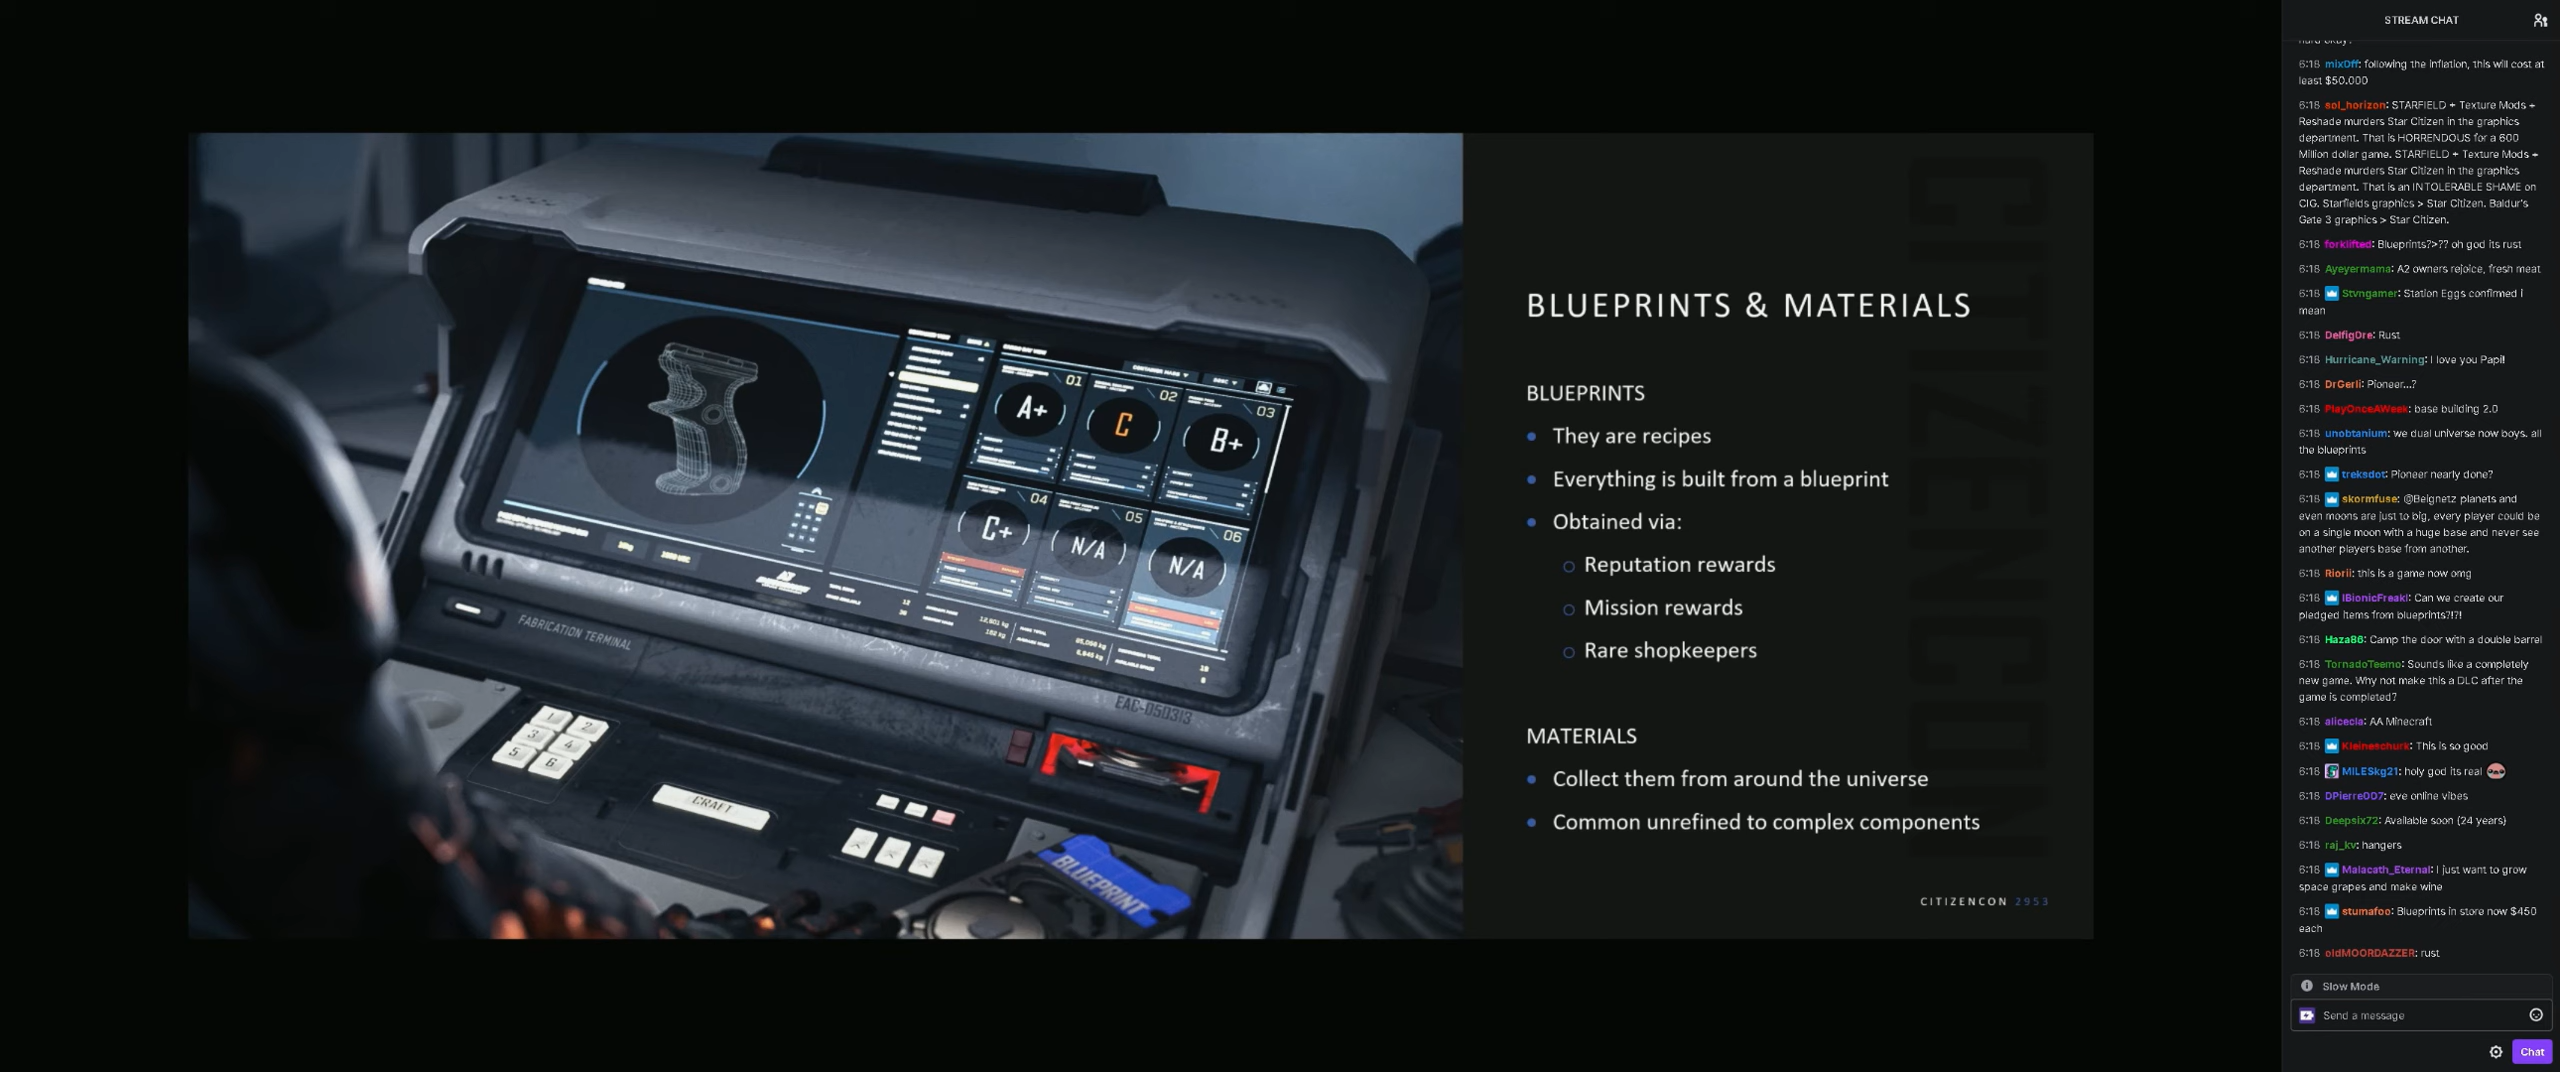 01
02
03
A+
C
B+
04
05
06
C+
N/A
N/A
FABRICATION TERMINAL
EAC-050313
1
2
3
4
5
6
CRAFT
BLUEPRINT
BLUEPRINTS & MATERIALS
BLUEPRINTS
They are recipes
Everything is built from a blueprint
Obtained via:
Reputation rewards
Mission rewards
Rare shopkeepers
MATERIALS
Collect them from around the universe
Common unrefined to complex components
CITIZENCON
CITIZENCON 2953
STREAM CHAT
6:18 mix0ff: following the inflation, this will cost at
least $50.000
6:18 sol_horizon: STARFIELD + Texture Mods +
Reshade murders Star Citizen in the graphics
department. That is HORRENDOUS for a 600
Million dollar game. STARFIELD + Texture Mods +
Reshade murders Star Citizen in the graphics
department. That is an INTOLERABLE SHAME on
CIG. Starfields graphics > Star Citizen. Baldur's
Gate 3 graphics > Star Citizen.
6:18 forklifted: Blueprints?>?? oh god its rust
6:18 Ayeyermama: A2 owners rejoice, fresh meat
6:18 Stvngamer: Station Eggs confirmed i
mean
6:18 DelfigDre: Rust
6:18 Hurricane_Warning: I love you Papi!
6:18 DrGerli: Pioneer...?
6:18 PlayOnceAWeek: base building 2.0
6:18 unobtanium: we dual universe now boys. all
the blueprints
6:18 treksdot: Pioneer nearly done?
6:18 skormfuse: @Belgnetz planets and
even moons are just to big, every player could be
on a single moon with a huge base and never see
another players base from another.
6:18 Riorii: this is a game now omg
6:18 IBionicFreakI: Can we create our
pledged items from blueprints?!?!
6:18 Haza86: Camp the door with a double barrel
6:18 TornadoTeemo: Sounds like a completely
new game. Why not make this a DLC after the
game is completed?
6:18 alicecia: AA Minecraft
6:18 Kleineschurk: This is so good
6:18 MILESkg21: holy god its real
6:18 DPierre007: eve online vibes
6:18 Deepsix72: Available soon (24 years)
6:18 raj_kv: hangers
6:18 Malacath_Eternal: I just want to grow
space grapes and make wine
6:18 stumafoo: Blueprints in store now $450
each
6:18 oldMOORDAZZER: rust
Slow Mode
Send a message
Chat